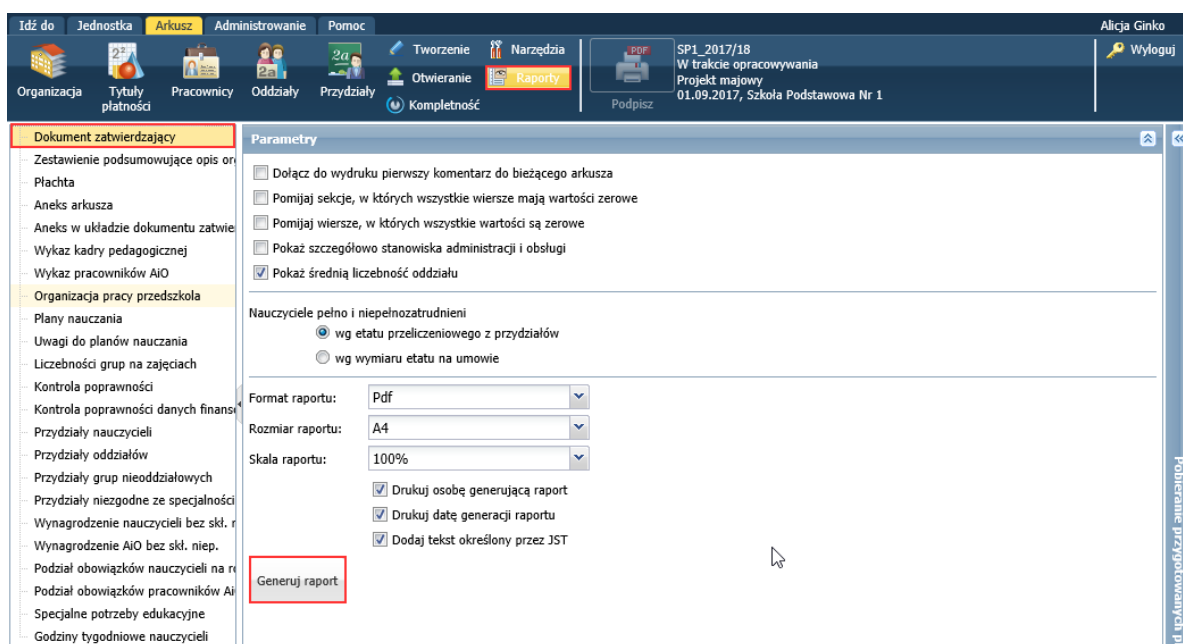 Idź do Jednostka Arkusz Administrowanie Pomoc Alicja Ginko
Organizacja
Tytuły
płatności
Pracownicy
Oddziały
Przydziały
Tworzenie
Otwieranie
Kompletność
Narzędzia
Raporty
PDF
Podpisz
SP1_2017/18
W trakcie opracowywania
Projekt majowy
01.09.2017, Szkoła Podstawowa Nr 1
Wyloguj
Dokument zatwierdzający
Zestawienie podsumowujące opis
Płachta
Aneks arkusza
Aneks w układzie dokumentu
Wykaz kadry pedagogicznej
Wykaz pracowników AiO
Organizacja pracy przedszkola
Plany nauczania
Uwagi do planów nauczania
Liczebności grup na zajęciach
Kontrola poprawności
Kontrola poprawności danych
Przydziały nauczycieli
Przydziały oddziałów
Przydziały grup nieoddziałowych
Przydziały niezgodne ze specjalności
Wynagrodzenie nauczycieli bez skł.
Wynagrodzenie AiO bez skł. niep.
Podział obowiązków nauczycieli na
Podział obowiązków pracowników
Specjalne potrzeby edukacyjne
Godziny tygodniowe nauczycieli
Parametry
Dołącz do wydruku pierwszy komentarz do bieżącego arkusza
Pomijaj sekcje, w których wszystkie wiersze mają wartości zerowe
Pomijaj wiersze, w których wszystkie wartości są zerowe
Pokaż szczegółowo stanowiska administracji i obsługi
Pokaż średnią liczebność oddziału
Nauczyciele pełno i niepełnozatrudnieni
wg etatu przeliczeniowego z przydziałów
wg wymiaru etatu na umowie
Format raportu: Pdf
Rozmiar raportu: A4
Skala raportu: 100%
Drukuj osobę generującą raport
Drukuj datę generacji raportu
Dodaj tekst określony przez JST
Generuj raport
Pobieranie przygotowanych